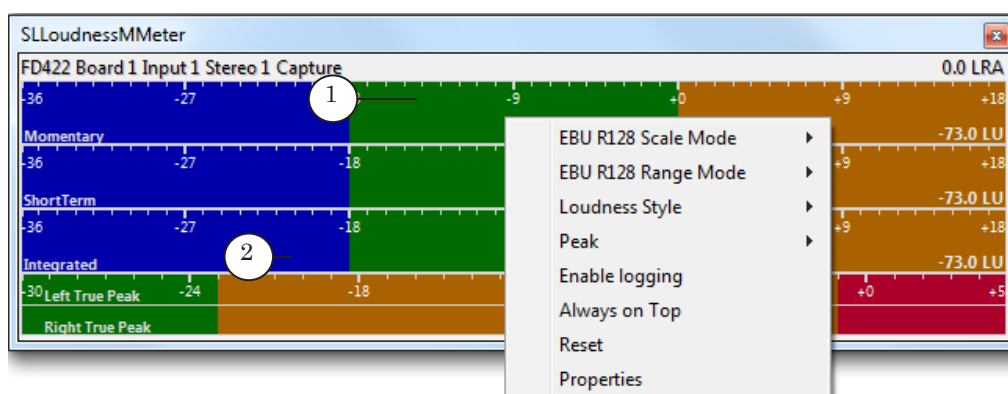 SLLoudnessMMeter
FD422 Board 1 Input 1 Stereo 1 Capture 0.0 LRA
-36 -27 1 -9 +0 +9 +18
Momentary -73.0 LU
-36 -27 -18 +9 +18
ShortTerm -73.0 LU
-36 -27 -18 +9 +18
Integrated 2 -73.0 LU
-30 Left True Peak -24 -18 +0 +5
Right True Peak
EBU R128 Scale Mode
EBU R128 Range Mode
Loudness Style
Peak
Enable logging
Always on Top
Reset
Properties